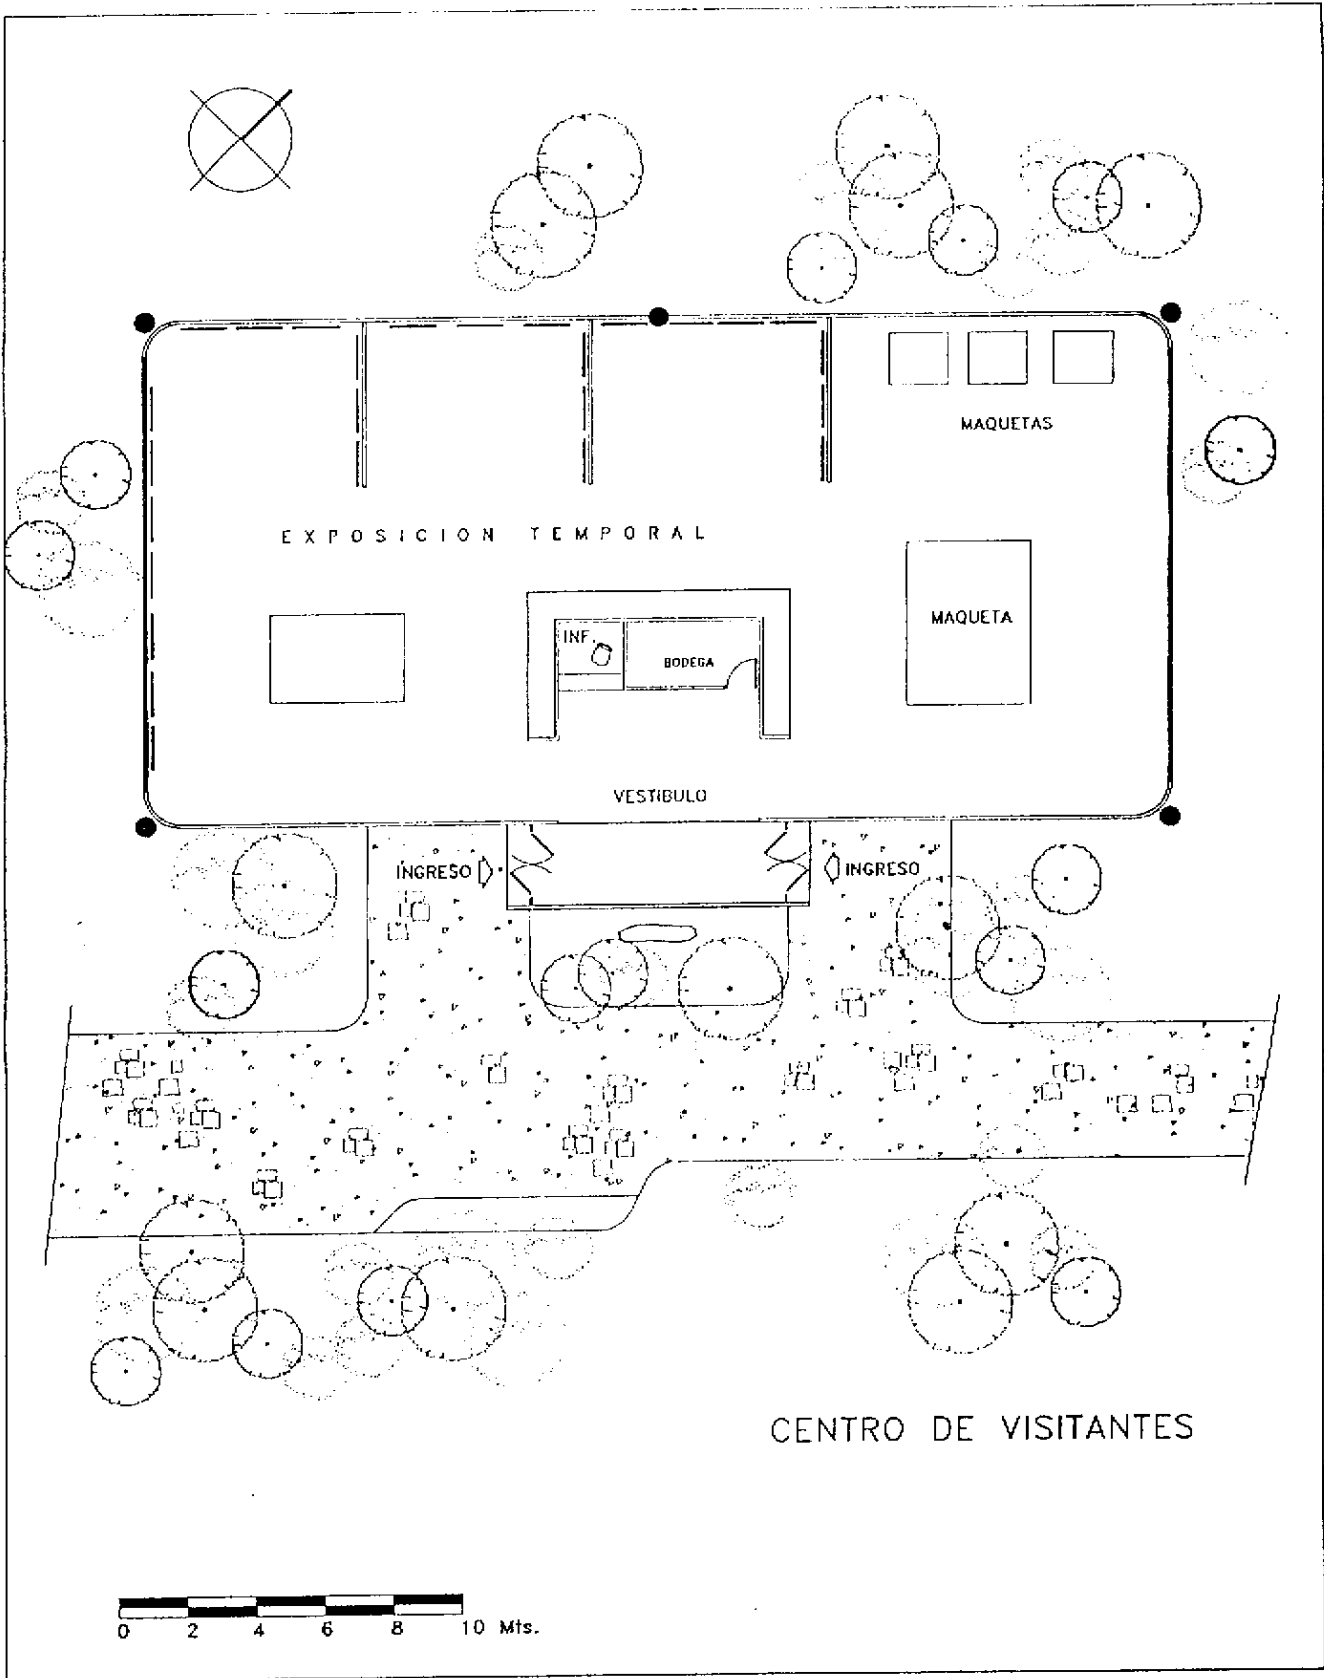 MAQUETAS
EXPOSICION TEMPORAL
MAQUETA
INF.
BODEGA
VESTIBULO
INGRESO
INGRESO
CENTRO DE VISITANTES
0 2 4 6 8 10 Mts.